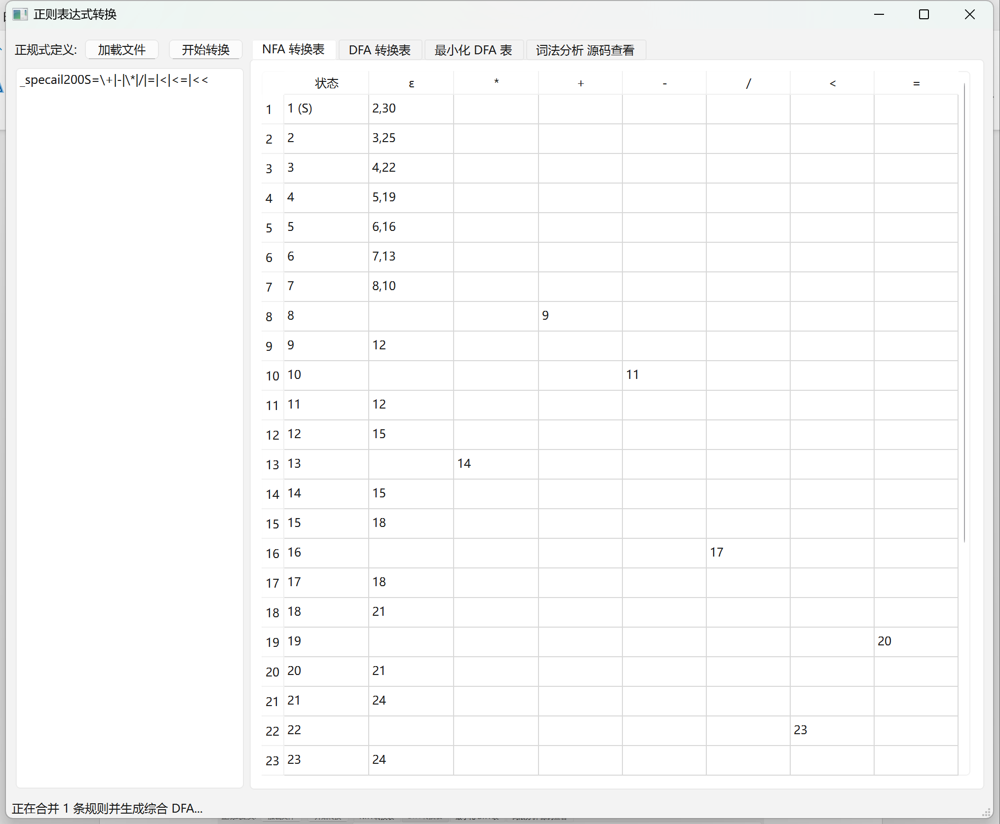 正则表达式转换
正规式定义: 加载文件 开始转换 NFA 转换表 DFA 转换表 最小化 DFA 表 词法分析 源码查看
_specail200S=\+|-|\*|/|=|<|<=|<<
状态 ε * + - / < =
1 1 (S) 2,30
2 2 3,25
3 3 4,22
4 4 5,19
5 5 6,16
6 6 7,13
7 7 8,10
8 8 9
9 9 12
10 10 11
11 11 12
12 12 15
13 13 14
14 14 15
15 15 18
16 16 17
17 17 18
18 18 21
19 19 20
20 20 21
21 21 24
22 22 23
23 23 24
正在合并 1 条规则并生成综合 DFA...